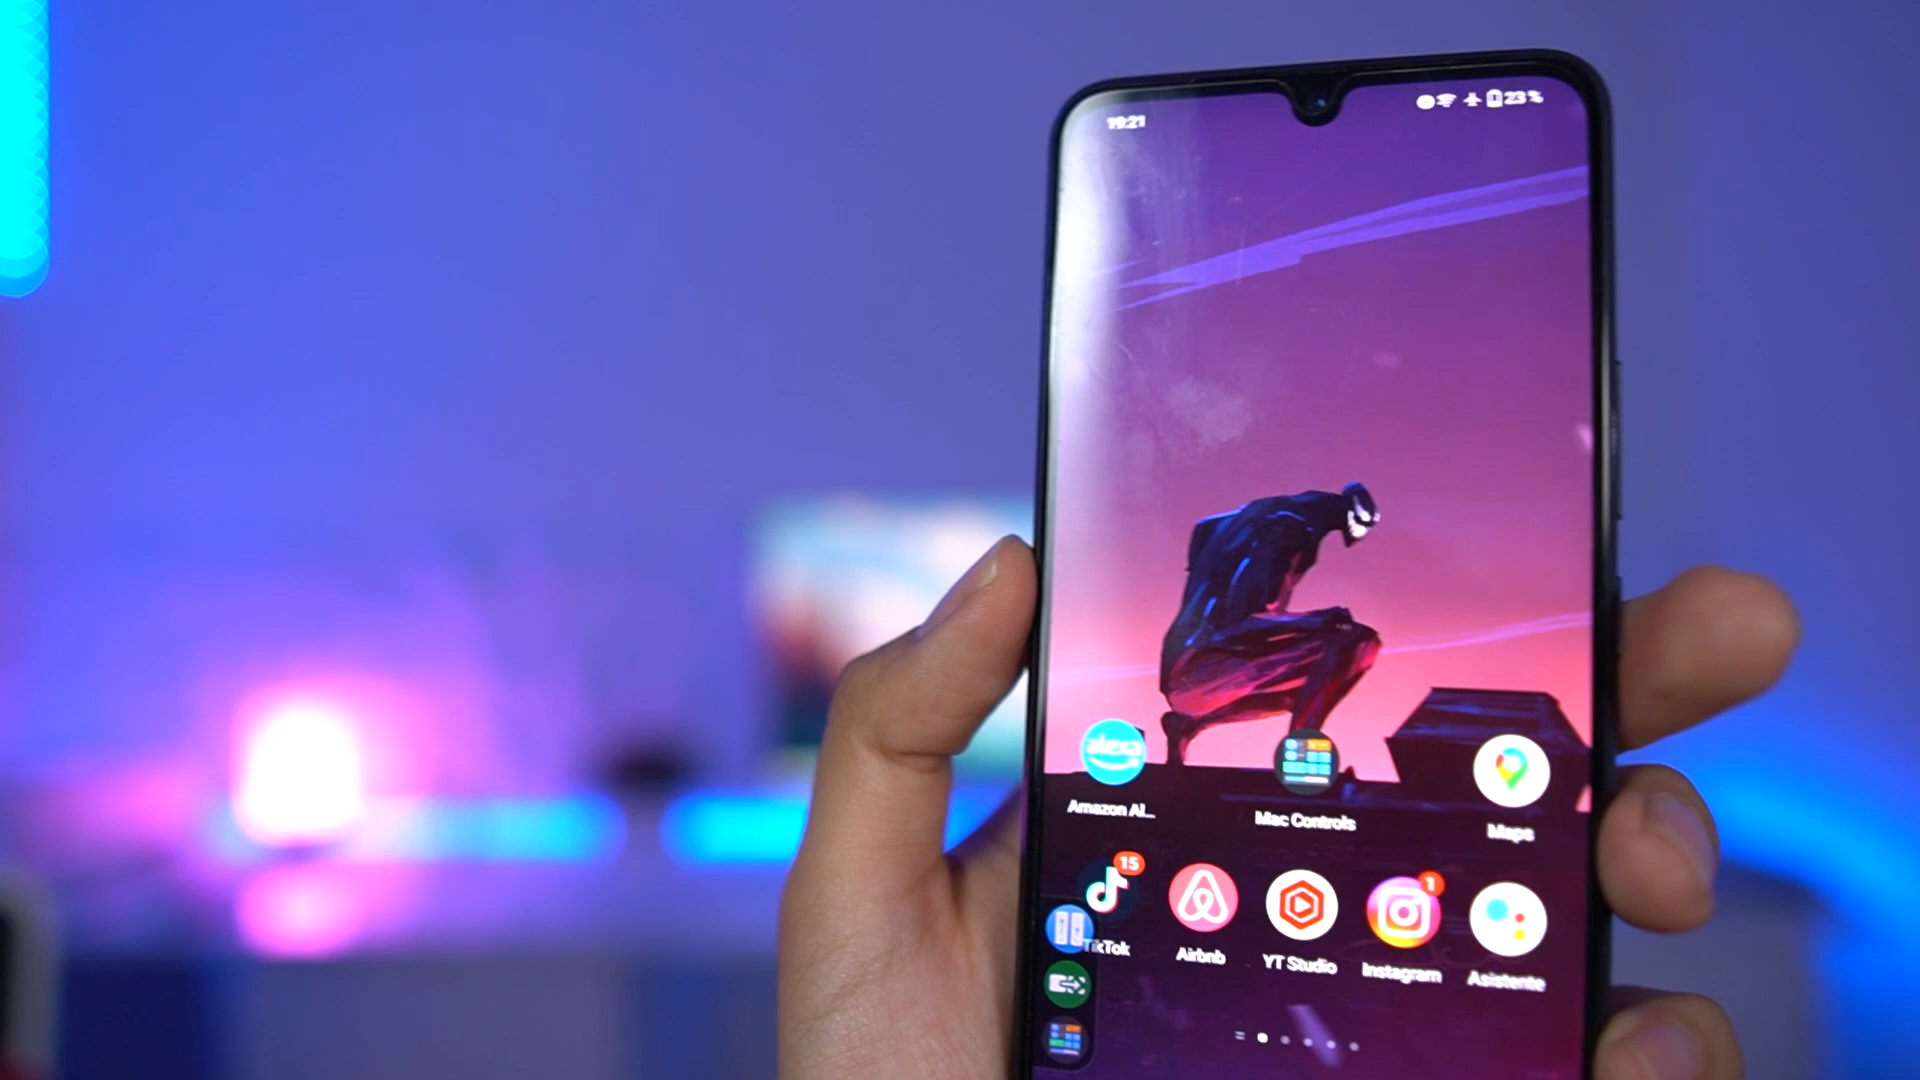 19:21
23 %
alexa
Amazon Al...
Mac Controls
Maps
15
1
TikTok
Airbnb
YT Studio
Instagram
Asistente